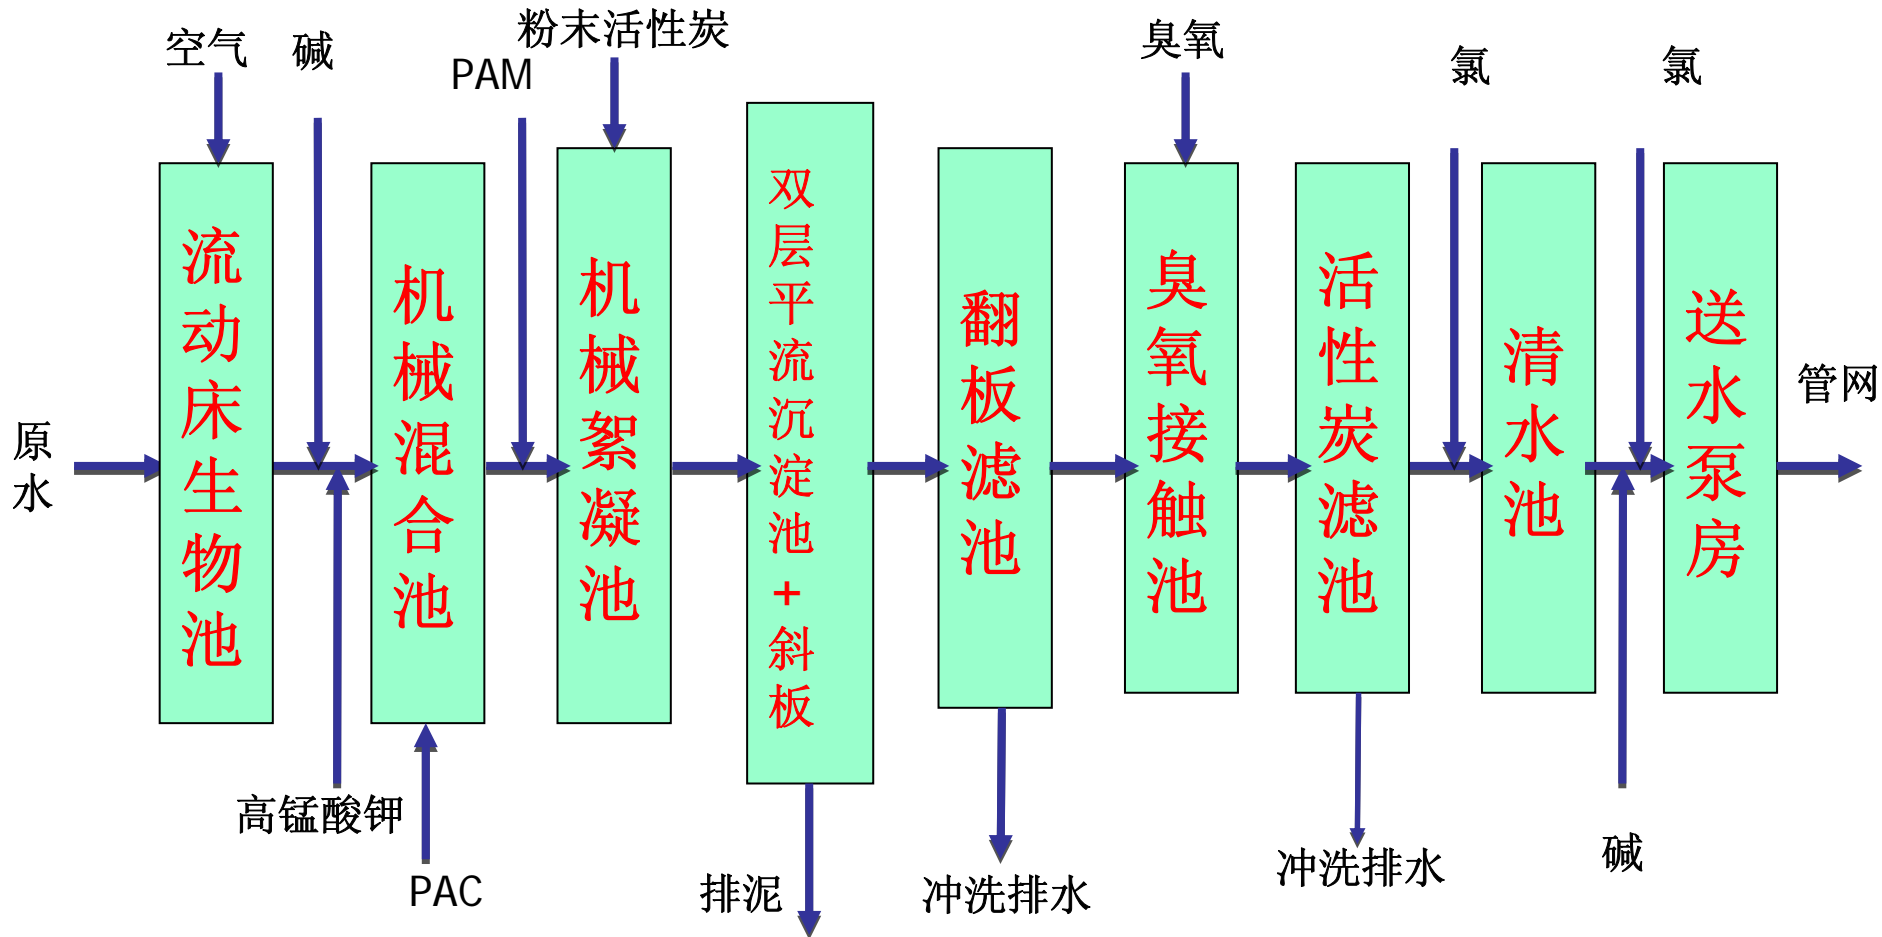 空气
碱
PAM
粉末活性炭
臭氧
氯
氯
原水
流动床生物池
机械混合池
机械絮凝池
双层平流沉淀池+斜板
翻板滤池
臭氧接触池
活性炭滤池
清水池
送水泵房
管网
高锰酸钾
PAC
排泥
冲洗排水
冲洗排水
碱